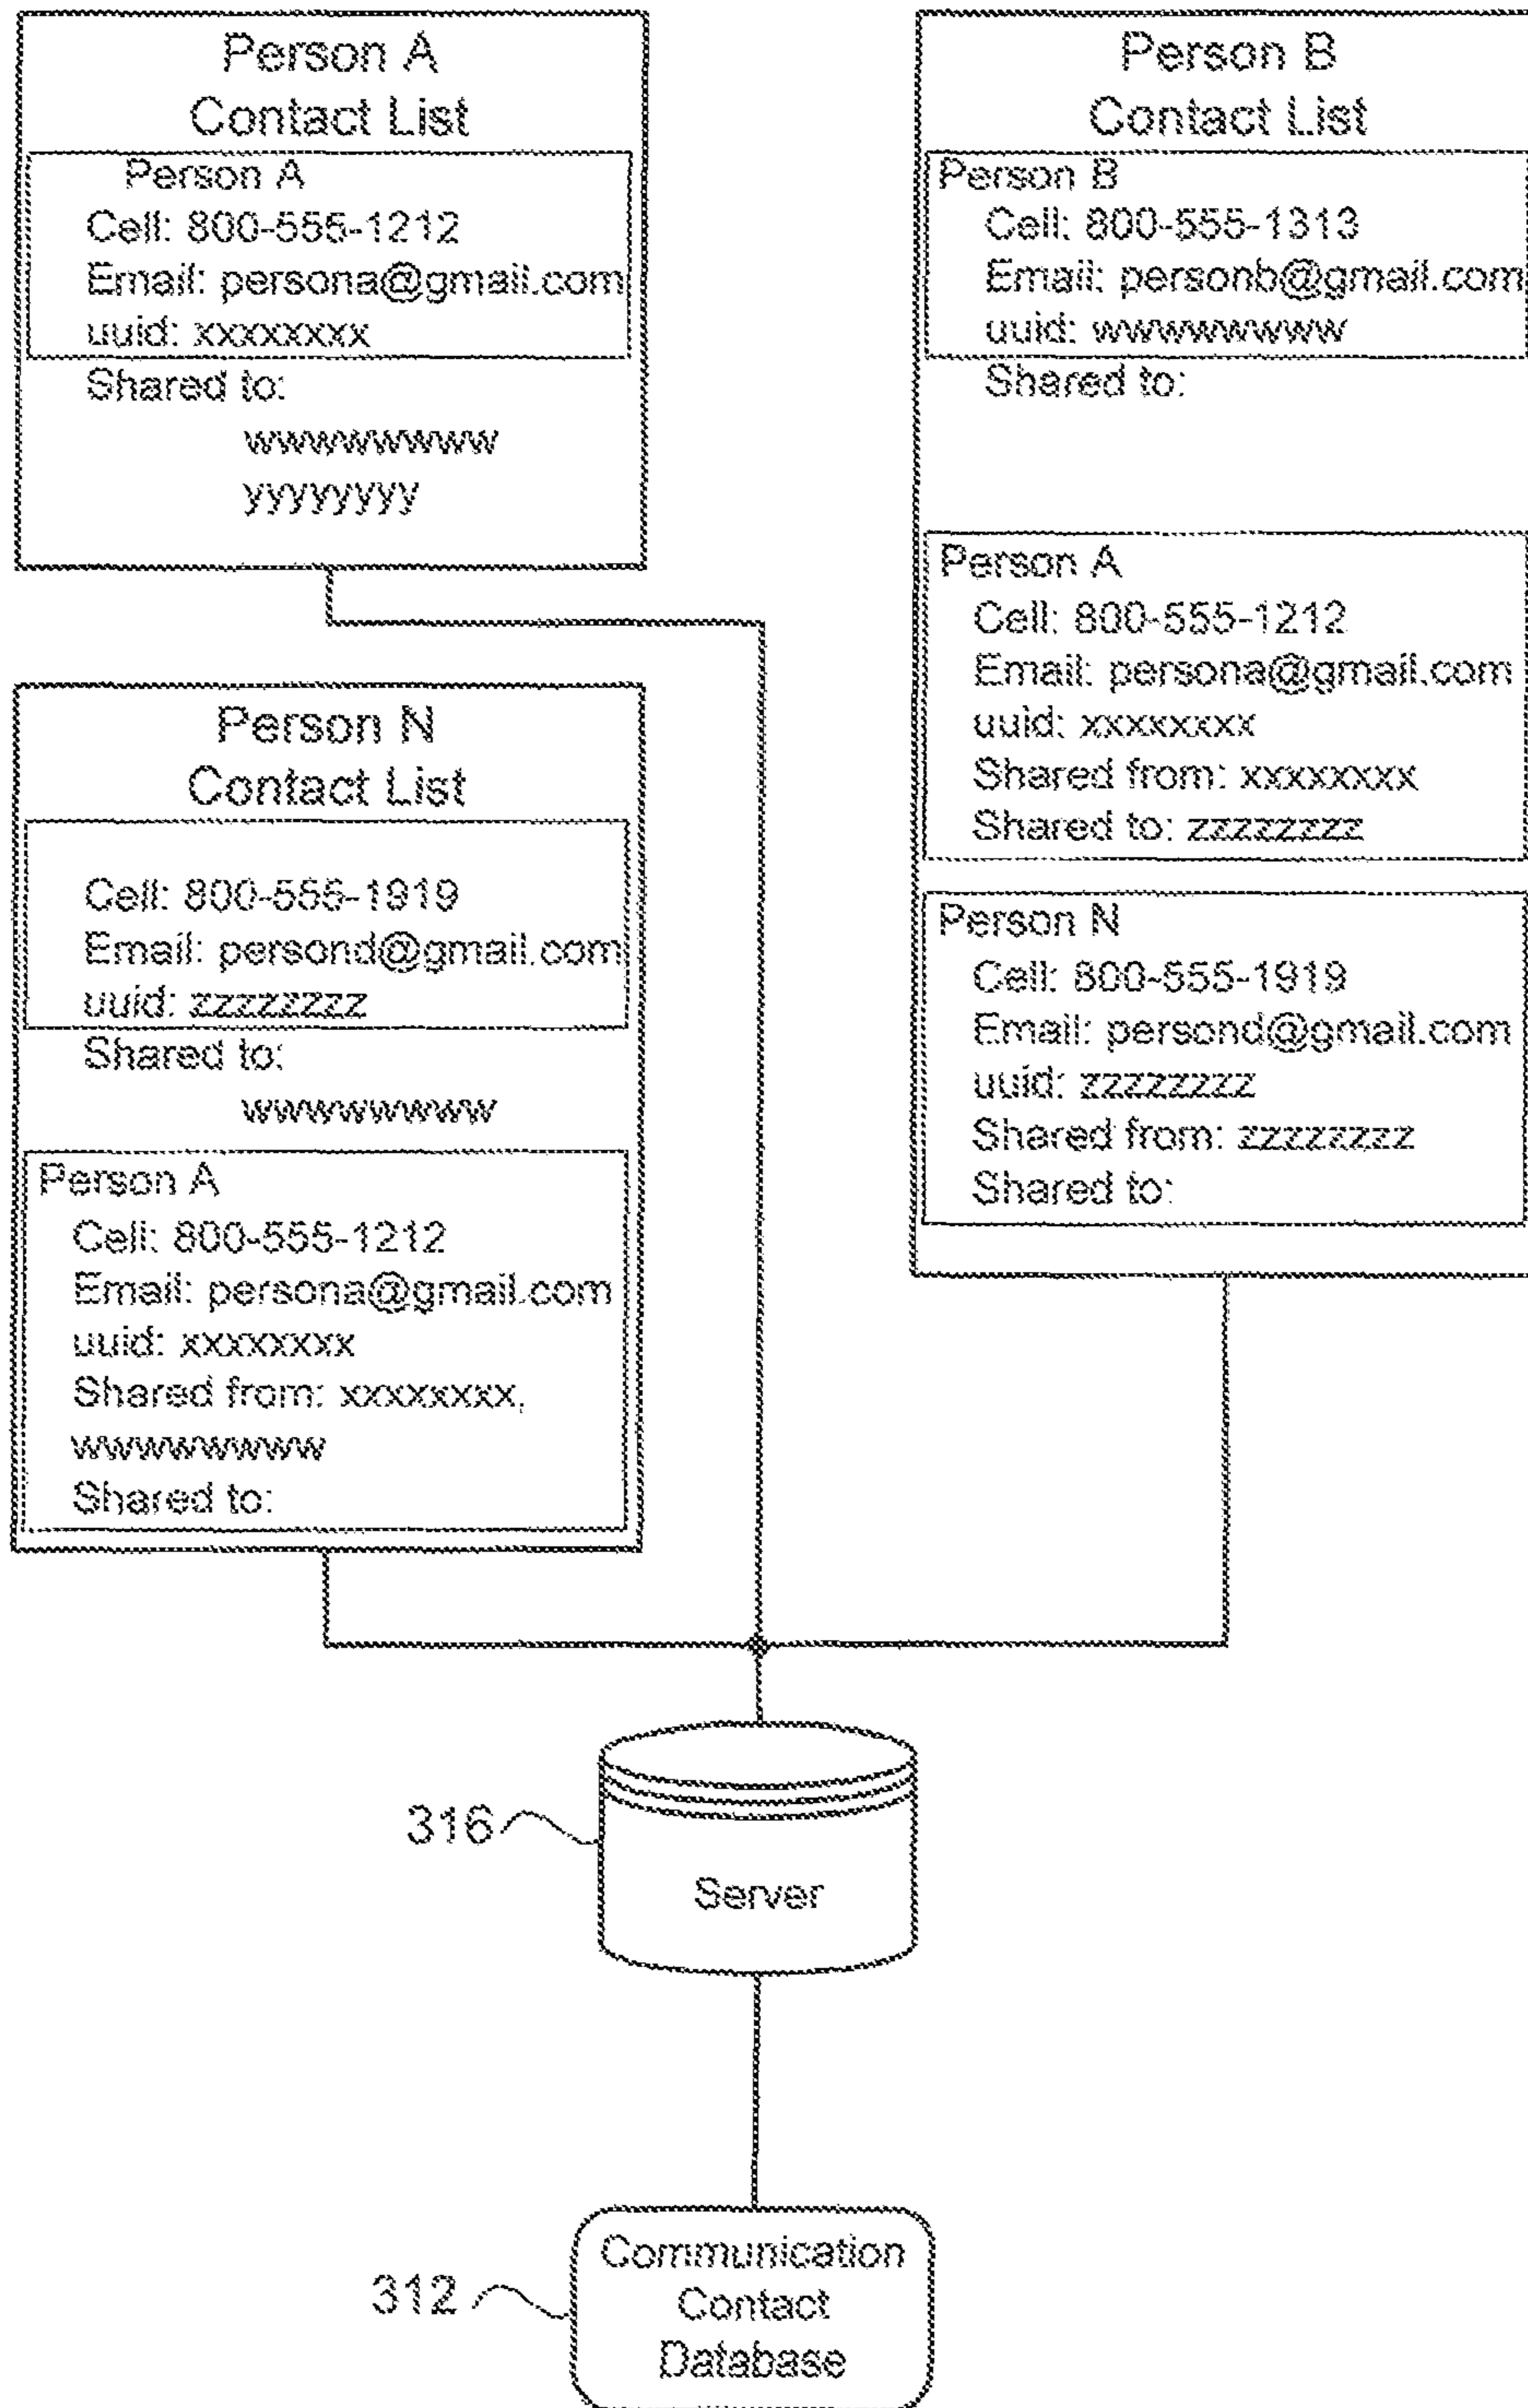 Person A
Contact List
Person A
Cell: 800-555-1212
Email: persona@gmail.com
uuid: xxxxxxxx
Shared to:
wwwwwwww
yyyyyyyy
Person B
Contact List
Person B
Cell: 800-555-1313
Email: personb@gmail.com
uuid: wwwwwwww
Shared to:
Person A
Cell: 800-555-1212
Email: persona@gmail.com
uuid: xxxxxxxx
Shared from: xxxxxxxx
Shared to: zzzzzzzz
Person N
Cell: 800-555-1919
Email: persond@gmail.com
uuid: zzzzzzzz
Shared from: zzzzzzzz
Shared to:
Person N
Contact List
Cell: 800-555-1919
Email: persond@gmail.com
uuid: zzzzzzzz
Shared to:
wwwwwwww
Person A
Cell: 800-555-1212
Email: persona@gmail.com
uuid: xxxxxxxx
Shared from: xxxxxxxx,
wwwwwwww
Shared to:
316
Server
312
Communication
Contact
Database